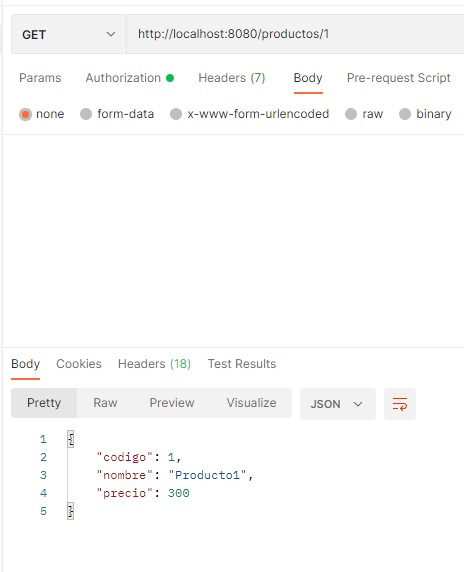 GET http://localhost:8080/productos/1
Params Authorization Headers (7) Body Pre-request Script
none form-data x-www-form-urlencoded raw binary
Body Cookies Headers (18) Test Results
Pretty Raw Preview Visualize JSON
1 {
2 "codigo": 1,
3 "nombre": "Producto1",
4 "precio": 300
5 }